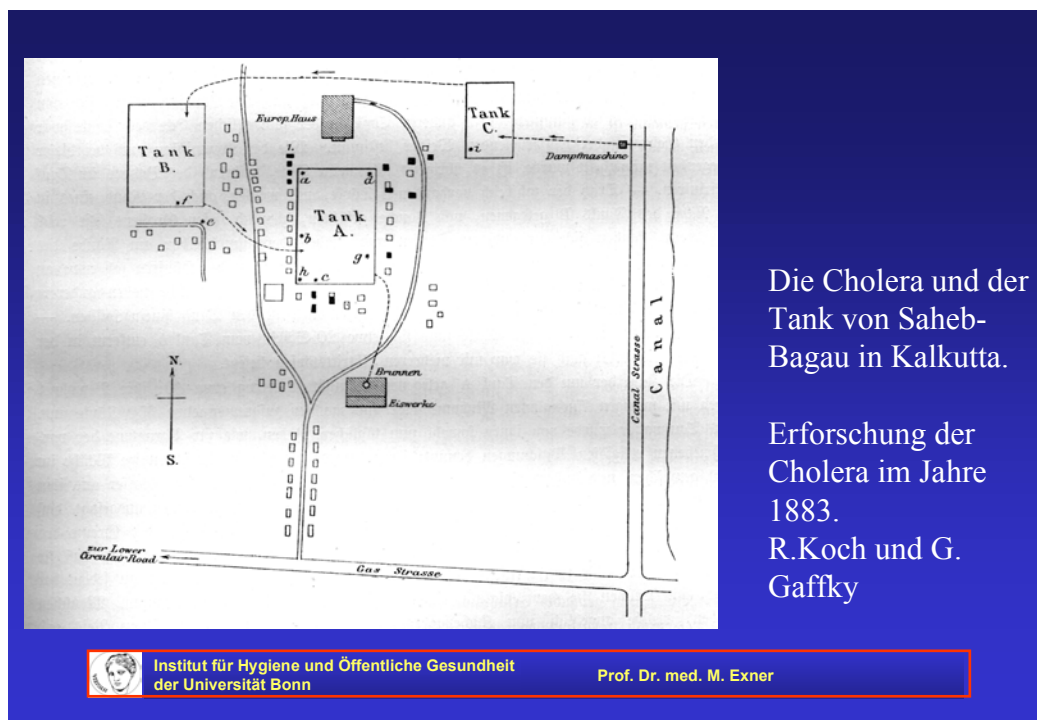 Europ. Haus
Tank
C.
i
Dampfmaschine
Tank
B.
f
e
1.
a
d
Tank
A.
b
g
h
c
N.
S.
Brunnen
Eiswerke
Canal Strasse
Canal
zur Lower
Circulair Road
Gas Strasse
Die Cholera und der
Tank von Saheb-
Bagau in Kalkutta.
Erforschung der
Cholera im Jahre
1883.
R.Koch und G.
Gaffky
Institut für Hygiene und Öffentliche Gesundheit
der Universität Bonn
Prof. Dr. med. M. Exner